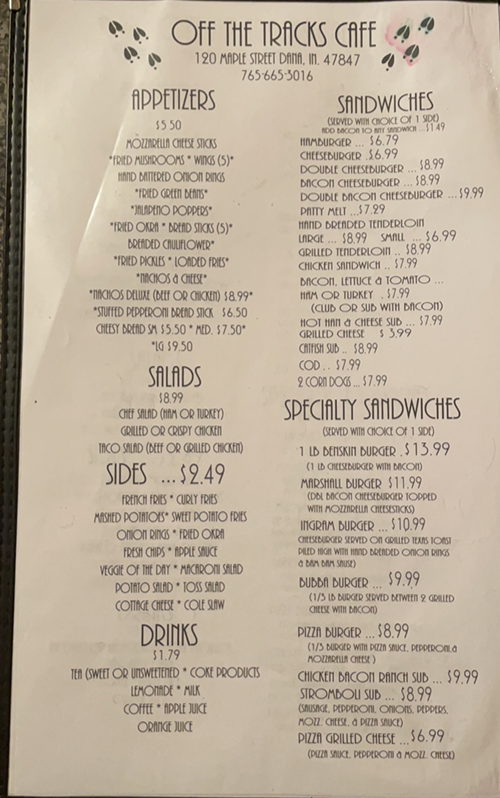 OFF THE TRACKS CAFE
120 MAPLE STREET DANA, IN. 47847
765-665-3016
APPETIZERS
$5.50
MOZZARELLA CHEESE STICKS
*FRIED MUSHROOMS * WINGS (5)*
HAND BATTERED ONION RINGS
*FRIED GREEN BEANS*
*JALAPENO POPPERS*
*FRIED OKRA * BREAD STICKS (5)*
BREADED CAULIFLOWER*
*FRIED PICKLES * LOADED FRIES*
*NACHOS & CHEESE*
*NACHOS DELUXE (BEEF OR CHICKEN) $8.99*
*STUFFED PEPPERONI BREAD STICK $6.50
CHEESY BREAD SM $5.50 * MED. $7.50*
*LG $9.50
SALADS
$8.99
CHEF SALAD (HAM OR TURKEY)
GRILLED OR CRISPY CHICKEN
TACO SALAD (BEEF OR GRILLED CHICKEN)
SIDES ...$2.49
FRENCH FRIES * CURLY FRIES
MASHED POTATOES* SWEET POTATO FRIES
ONION RINGS * FRIED OKRA
FRESH CHIPS * APPLE SAUCE
VEGGIE OF THE DAY * MACARONI SALAD
POTATO SALAD * TOSS SALAD
COTTAGE CHEESE * COLE SLAW
DRINKS
$1.79
TEA (SWEET OR UNSWEETENED * COKE PRODUCTS
LEMONADE * MILK
COFFEE * APPLE JUICE
ORANGE JUICE
SANDWICHES
(SERVED WITH CHOICE OF 1 SIDE)
ADD BACON TO ANY SANDWICH ...$1.49
HAMBURGER ... $6.79
CHEESEBURGER .$6.99
DOUBLE CHEESEBURGER ... $8.99
BACON CHEESEBURGER ... $8.99
DOUBLE BACON CHEESEBURGER ...$9.99
PATTY MELT ...$7.29
HAND BREADED TENDERLOIN
LARGE ... $8.99 SMALL ... $6.99
GRILLED TENDERLOIN .. $8.99
CHICKEN SANDWICH .. $7.99
BACON, LETTUCE & TOMATO ...
HAM OR TURKEY . $7.99
(CLUB OR SUB WITH BACON)
HOT HAM & CHEESE SUB ... $7.99
GRILLED CHEESE $ 3.99
CATFISH SUB .. $8.99
COD . . $7.99
2 CORN DOGS ... $7.99
SPECIALTY SANDWICHES
(SERVED WITH CHOICE OF 1 SIDE)
1 LB BENSKIN BURGER .$13.99
(1 LB CHEESEBURGER WITH BACON)
MARSHALL BURGER $11.99
(DBL BACON CHEESEBURGER TOPPED
WITH MOZZARELLA CHEESESTICKS)
INGRAM BURGER ... $10.99
CHEESEBURGER SERVED ON GRILLED TEXAS TOAST
PILED HIGH WITH HAND BREADED ONION RINGS
& BAM BAM SAUSE)
BUBBA BURGER ... $9.99
(1/3 LB BURGER SERVED BETWEEN 2 GRILLED
CHEESE WITH BACON)
PIZZA BURGER ... $8.99
(1/3 BURGER WITH PIZZA SAUCE, PEPPERONI,&
MOZZARELLA CHEESE )
CHICKEN BACON RANCH SUB ... $9.99
STROMBOLI SUB ... $8.99
(SAUSAGE, PEPPERONI, ONIONS, PEPPERS,
MOZZ. CHEESE, & PIZZA SAUCE)
PIZZA GRILLED CHEESE ...$6.99
(PIZZA SAUCE, PEPPERONI & MOZZ. CHEESE)